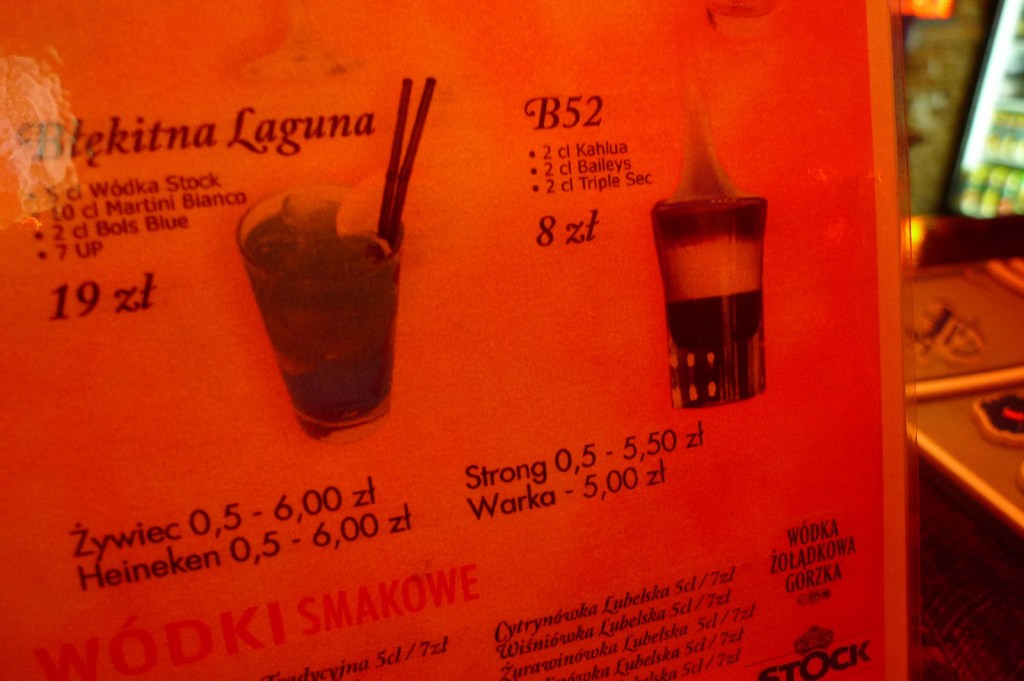 Błękitna Laguna
• 5 cl Wódka Stock
10 cl Martini Bianco
• 2 cl Bols Blue
• 7 UP
19 zł
B52
• 2 cl Kahlua
• 2 cl Baileys
• 2 cl Triple Sec
8 zł
Żywiec 0,5 - 6,00 zł
Heineken 0,5 - 6,00 zł
Strong 0,5 - 5,50 zł
Warka - 5,00 zł
WÓDKI SMAKOWE
Tradycyjna 5cl / 7zł
Cytrynówka Lubelska 5cl / 7zł
Wiśniówka Lubelska 5cl / 7zł
Żurawinówka Lubelska 5cl / 7zł
Lubelska 5cl / 7zł
WÓDKA
ŻOŁĄDKOWA
GORZKA
STOCK